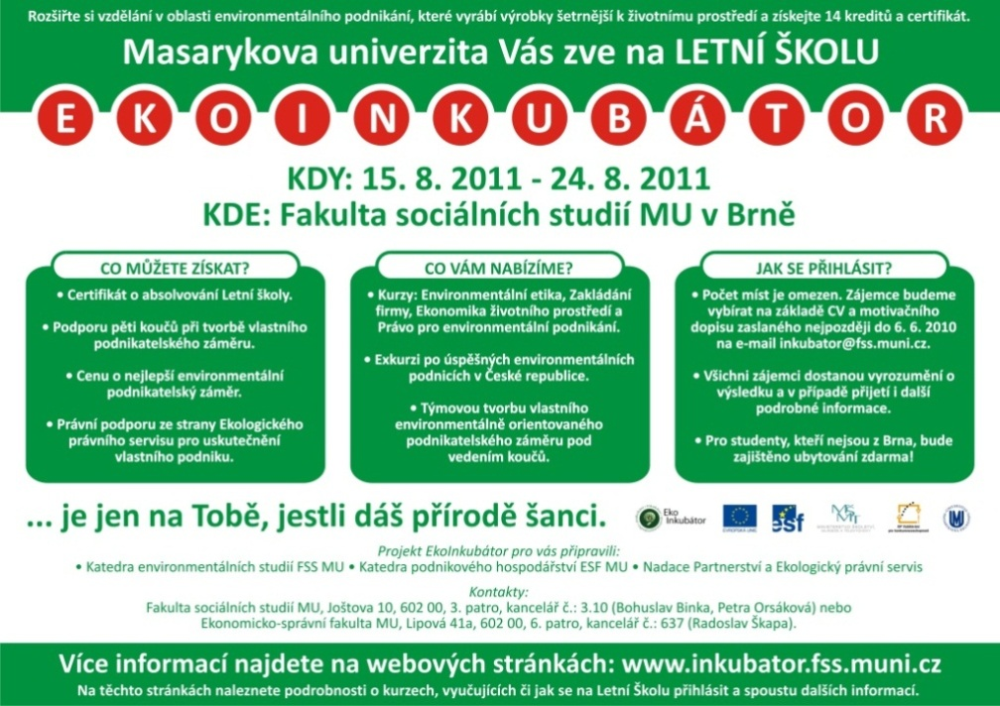 Rozšiřte si vzdělání v oblasti environmentálního podnikání, které vyrábí výrobky šetrnější k životnímu prostředí a získejte 14 kreditů a certifikát.
Masarykova univerzita Vás zve na LETNÍ ŠKOLU
EKOINKUBÁTOR
KDY: 15. 8. 2011 - 24. 8. 2011
KDE: Fakulta sociálních studií MU v Brně
CO MŮŽETE ZÍSKAT?
• Certifikát o absolvování Letní školy.
• Podporu pěti koučů při tvorbě vlastního
podnikatelského záměru.
• Cenu o nejlepší environmentální
podnikatelský záměr.
• Právní podporu ze strany Ekologického
právního servisu pro uskutečnění
vlastního podniku.
CO VÁM NABÍZÍME?
• Kurzy: Environmentální etika, Zakládání
firmy, Ekonomika životního prostředí a
Právo pro environmentální podnikání.
• Exkurzi po úspěšných environmentálních
podnicích v České republice.
• Týmovou tvorbu vlastního
environmentálně orientovaného
podnikatelského záměru pod
vedením koučů.
JAK SE PŘIHLÁSIT?
• Počet míst je omezen. Zájemce budeme
vybírat na základě CV a motivačního
dopisu zaslaného nejpozději do 6. 6. 2010
na e-mail inkubator@fss.muni.cz.
• Všichni zájemci dostanou vyrozumění o
výsledku a v případě přijetí i další
podrobné informace.
• Pro studenty, kteří nejsou z Brna, bude
zajištěno ubytování zdarma!
... je jen na Tobě, jestli dáš přírodě šanci.
Eko
Inkubátor
EVROPSKÁ UNIE
esf
Projekt EkoInkubátor pro vás připravili:
• Katedra environmentálních studií FSS MU • Katedra podnikového hospodářství ESF MU • Nadace Partnerství a Ekologický právní servis
Kontakty:
Fakulta sociálních studií MU, Joštova 10, 602 00, 3. patro, kancelář č.: 3.10 (Bohuslav Binka, Petra Orsáková) nebo
Ekonomicko-správní fakulta MU, Lipová 41a, 602 00, 6. patro, kancelář č.: 637 (Radoslav Škapa).
Více informací najdete na webových stránkách: www.inkubator.fss.muni.cz
Na těchto stránkách naleznete podrobnosti o kurzech, vyučujících či jak se na Letní Školu přihlásit a spoustu dalších informací.